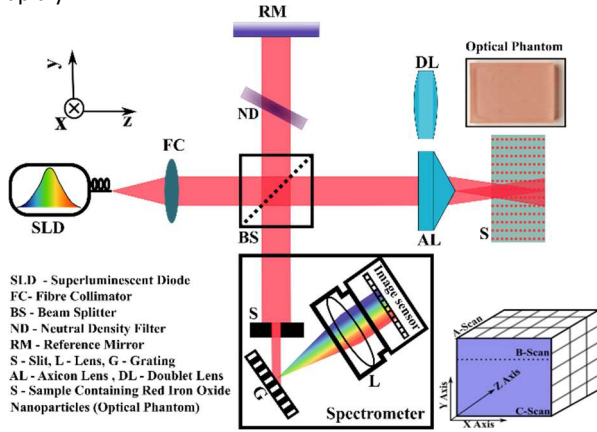 RM
DL
Optical Phantom
y
x
z
ND
FC
SLD
BS
AL
S
SLD - Superluminescent Diode
FC- Fibre Collimator
BS - Beam Splitter
ND - Neutral Density Filter
RM - Reference Mirror
S - Slit, L - Lens, G - Grating
AL - Axicon Lens , DL - Doublet Lens
S - Sample Containing Red Iron Oxide
Nanoparticles (Optical Phantom)
S
Image sensor
L
G
Spectrometer
A-Scan
B-Scan
Z Axis
C-Scan
Y Axis
X Axis